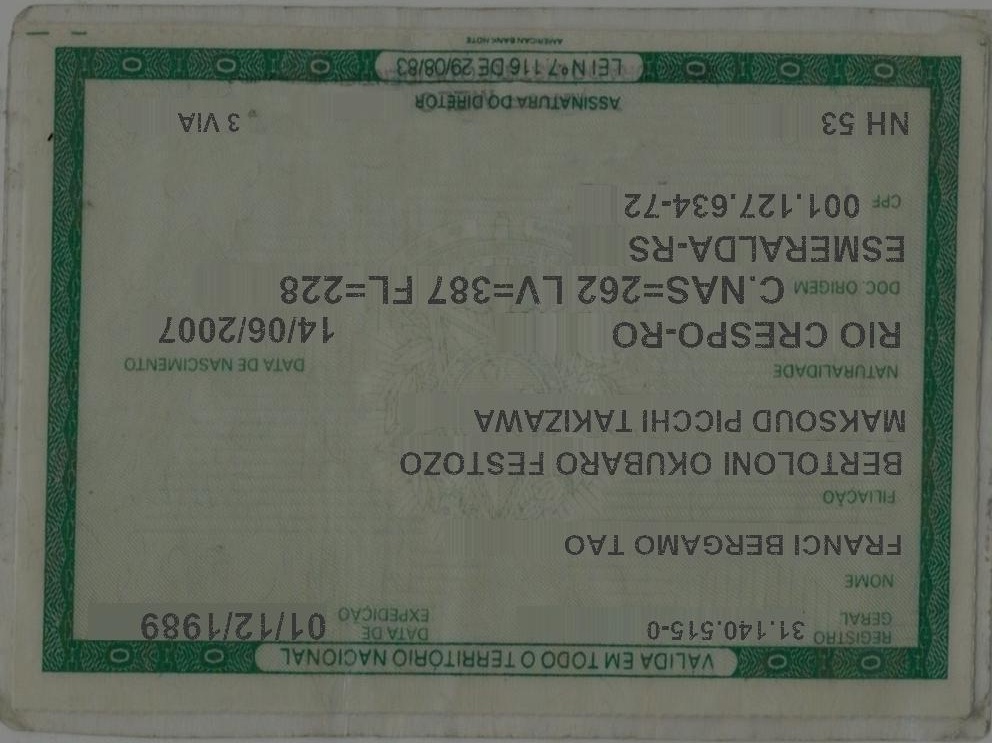 VÁLIDA EM TODO O TERRITÓRIO NACIONAL
REGISTRO GERAL 31.140.515-0 DATA DE EXPEDIÇÃO 01/12/1989
NOME
FRANCI BERGAMO TAO
FILIAÇÃO
BERTOLONI OKUBARO FESTOZO
MAKSOUD PICCHI TAKIZAWA
NATURALIDADE DATA DE NASCIMENTO
RIO CRESPO-RO 14/06/2007
DOC. ORIGEM C.NAS=262 LV=387 FL=228
ESMERALDA-RS
CPF 001.127.634-72
NH 53 3 VIA
ASSINATURA DO DIRETOR
LEI Nº 7.116 DE 29/08/83
AMERICAN BANK NOTE